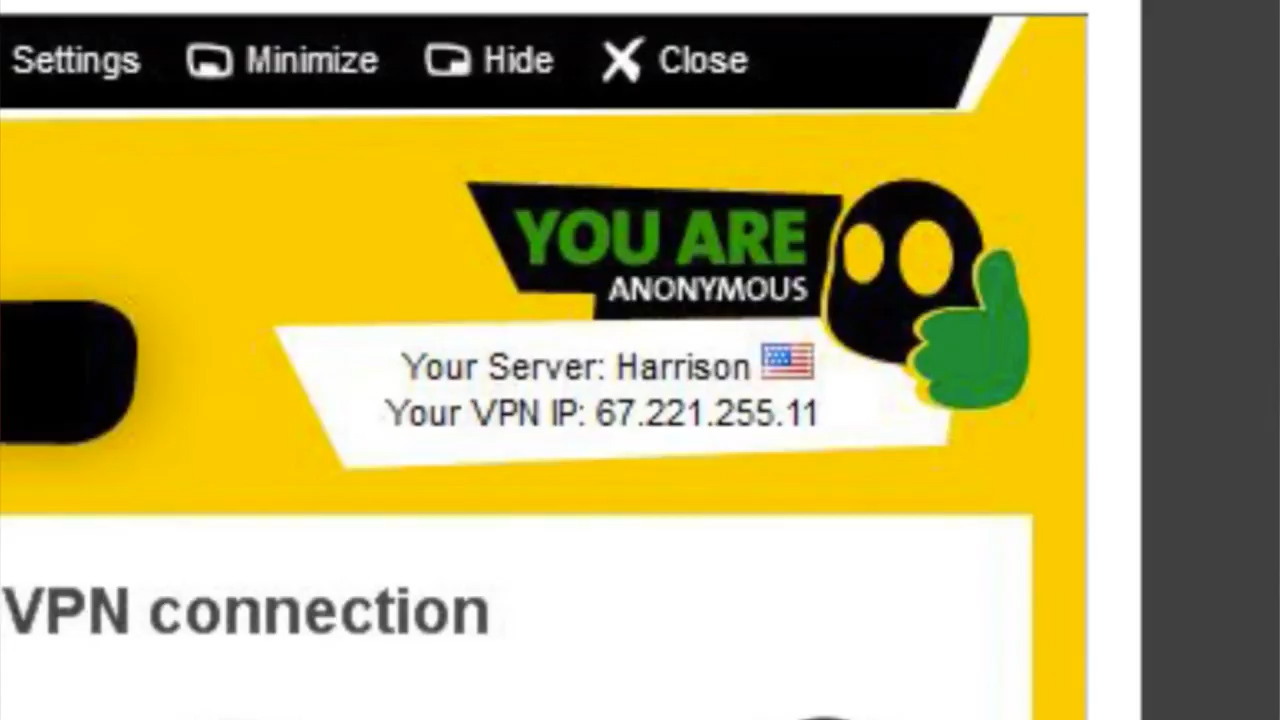 Settings Minimize Hide Close
YOU ARE
ANONYMOUS
Your Server: Harrison
Your VPN IP: 67.221.255.11
VPN connection